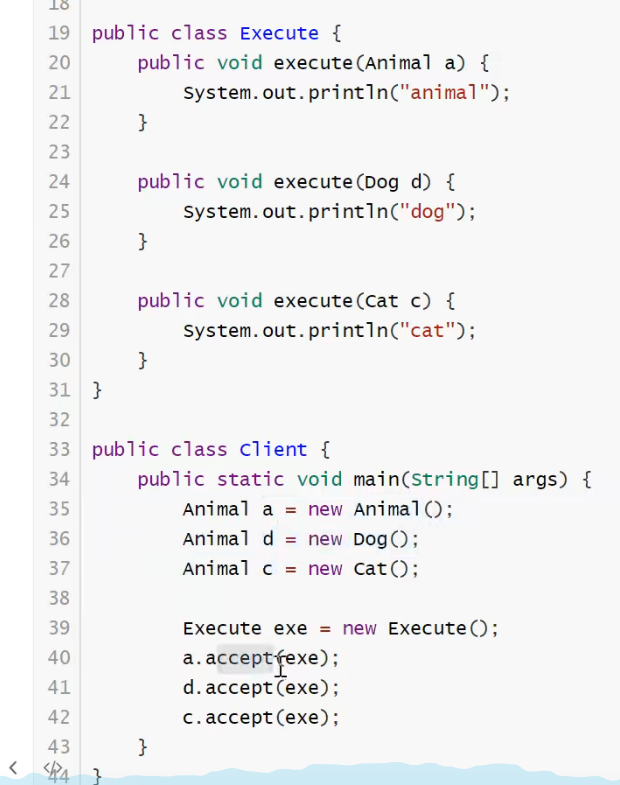 18
19 public class Execute {
20     public void execute(Animal a) {
21         System.out.println("animal");
22     }
23
24     public void execute(Dog d) {
25         System.out.println("dog");
26     }
27
28     public void execute(Cat c) {
29         System.out.println("cat");
30     }
31 }
32
33 public class Client {
34     public static void main(String[] args) {
35         Animal a = new Animal();
36         Animal d = new Dog();
37         Animal c = new Cat();
38
39         Execute exe = new Execute();
40         a.accept(exe);
41         d.accept(exe);
42         c.accept(exe);
43     }
44 }